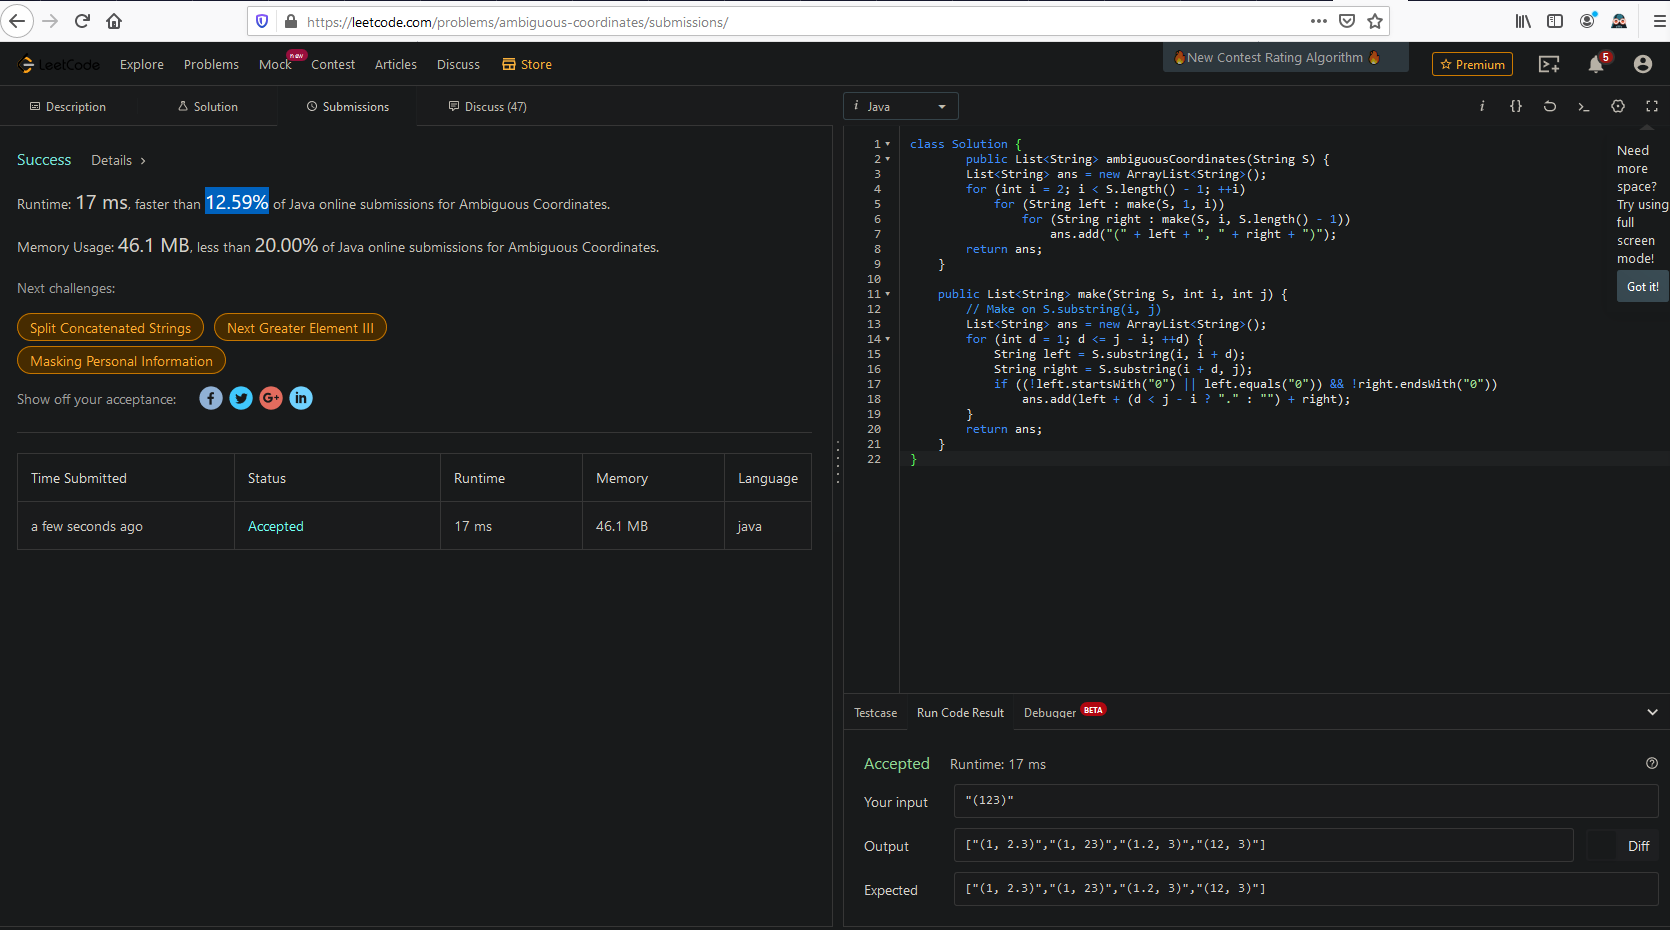 https://leetcode.com/problems/ambiguous-coordinates/submissions/
LeetCode
Explore
Problems
Mock
new
Contest
Articles
Discuss
Store
🔥New Contest Rating Algorithm 🔥
Premium
5
Description
Solution
Submissions
Discuss (47)
Success
Details ›
Runtime: 17 ms, faster than 12.59% of Java online submissions for Ambiguous Coordinates.
Memory Usage: 46.1 MB, less than 20.00% of Java online submissions for Ambiguous Coordinates.
Next challenges:
Split Concatenated Strings
Next Greater Element III
Masking Personal Information
Show off your acceptance:
f
G+
in
Time Submitted Status Runtime Memory Language
a few seconds ago Accepted 17 ms 46.1 MB java
i Java
i {}
1 class Solution {
2         public List<String> ambiguousCoordinates(String S) {
3         List<String> ans = new ArrayList<String>();
4         for (int i = 2; i < S.length() - 1; ++i)
5             for (String left : make(S, 1, i))
6                 for (String right : make(S, i, S.length() - 1))
7                     ans.add("(" + left + ", " + right + ")");
8         return ans;
9     }
10
11     public List<String> make(String S, int i, int j) {
12         // Make on S.substring(i, j)
13         List<String> ans = new ArrayList<String>();
14         for (int d = 1; d <= j - i; ++d) {
15             String left = S.substring(i, i + d);
16             String right = S.substring(i + d, j);
17             if ((!left.startsWith("0") || left.equals("0")) && !right.endsWith("0"))
18                 ans.add(left + (d < j - i ? "." : "") + right);
19         }
20         return ans;
21     }
22 }
Need
more
space?
Try using
full
screen
mode!
Got it!
Testcase
Run Code Result
Debugger
BETA
Accepted
Runtime: 17 ms
Your input
"(123)"
Output
["(1, 2.3)","(1, 23)","(1.2, 3)","(12, 3)"]
Diff
Expected
["(1, 2.3)","(1, 23)","(1.2, 3)","(12, 3)"]